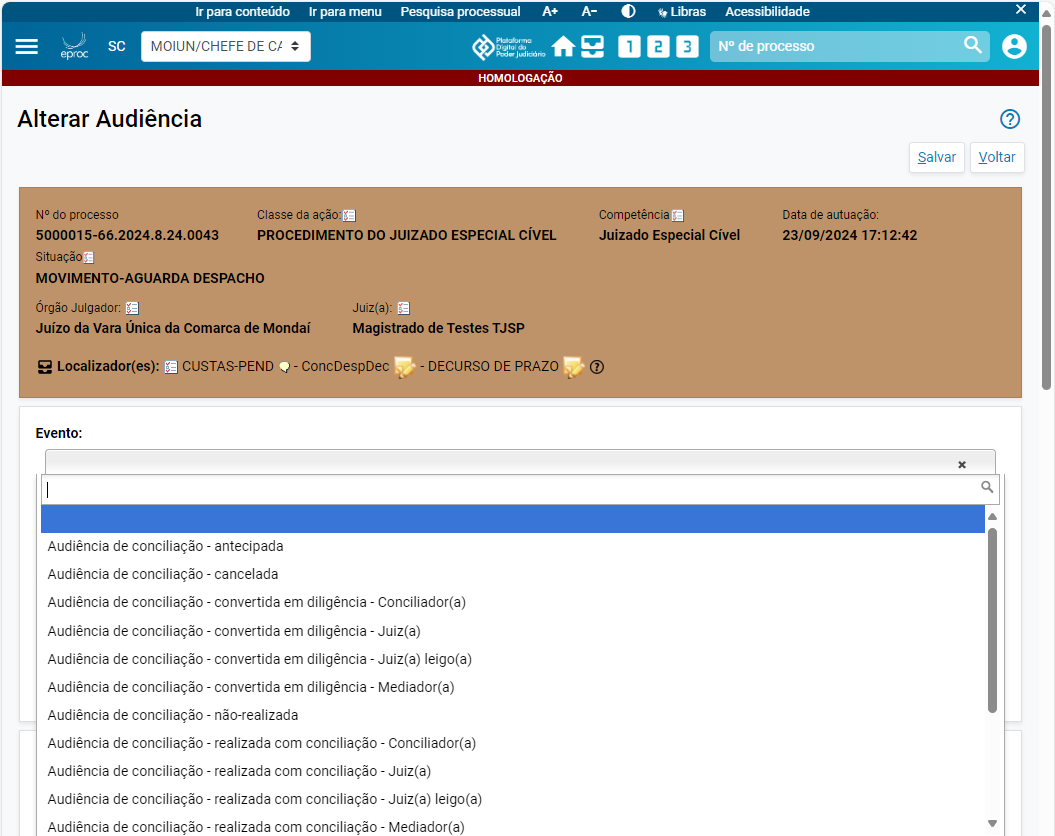 Ir para conteúdo Ir para menu Pesquisa processual A+ A- Libras Acessibilidade
eproc SC MOIUN/CHEFE DE CA Plataforma Digital do Poder Judiciário 1 2 3 Nº de processo
HOMOLOGAÇÃO
Alterar Audiência
Salvar Voltar
Nº do processo Classe da ação: Competência Data de autuação:
5000015-66.2024.8.24.0043 PROCEDIMENTO DO JUIZADO ESPECIAL CÍVEL Juizado Especial Cível 23/09/2024 17:12:42
Situação
MOVIMENTO-AGUARDA DESPACHO
Órgão Julgador: Juiz(a):
Juízo da Vara Única da Comarca de Mondaí Magistrado de Testes TJSP
Localizador(es): CUSTAS-PEND - ConcDespDec - DECURSO DE PRAZO
Evento:
Audiência de conciliação - antecipada
Audiência de conciliação - cancelada
Audiência de conciliação - convertida em diligência - Conciliador(a)
Audiência de conciliação - convertida em diligência - Juiz(a)
Audiência de conciliação - convertida em diligência - Juiz(a) leigo(a)
Audiência de conciliação - convertida em diligência - Mediador(a)
Audiência de conciliação - não-realizada
Audiência de conciliação - realizada com conciliação - Conciliador(a)
Audiência de conciliação - realizada com conciliação - Juiz(a)
Audiência de conciliação - realizada com conciliação - Juiz(a) leigo(a)
Audiência de conciliação - realizada com conciliação - Mediador(a)